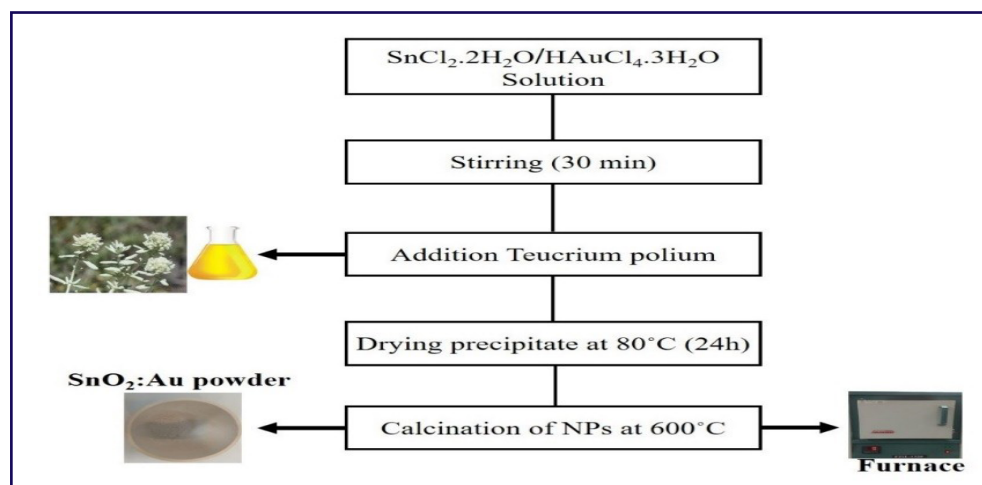 SnCl₂.2H₂O/HAuCl₄.3H₂O
Solution
Stirring (30 min)
Addition Teucrium polium
Drying precipitate at 80˚C (24h)
SnO₂:Au powder
Calcination of NPs at 600˚C
Furnace